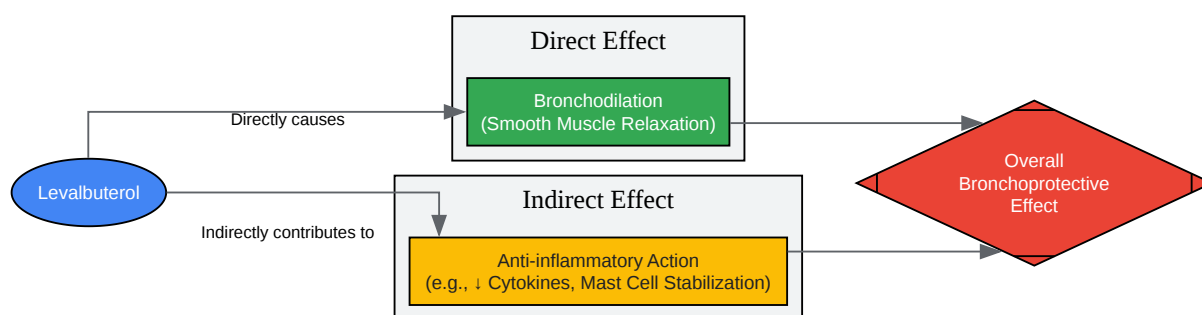 Direct Effect
Bronchodilation
(Smooth Muscle Relaxation)
Directly causes
Levalbuterol
Overall
Bronchoprotective
Effect
Indirect Effect
Indirectly contributes to
Anti-inflammatory Action
(e.g., ↓ Cytokines, Mast Cell Stabilization)